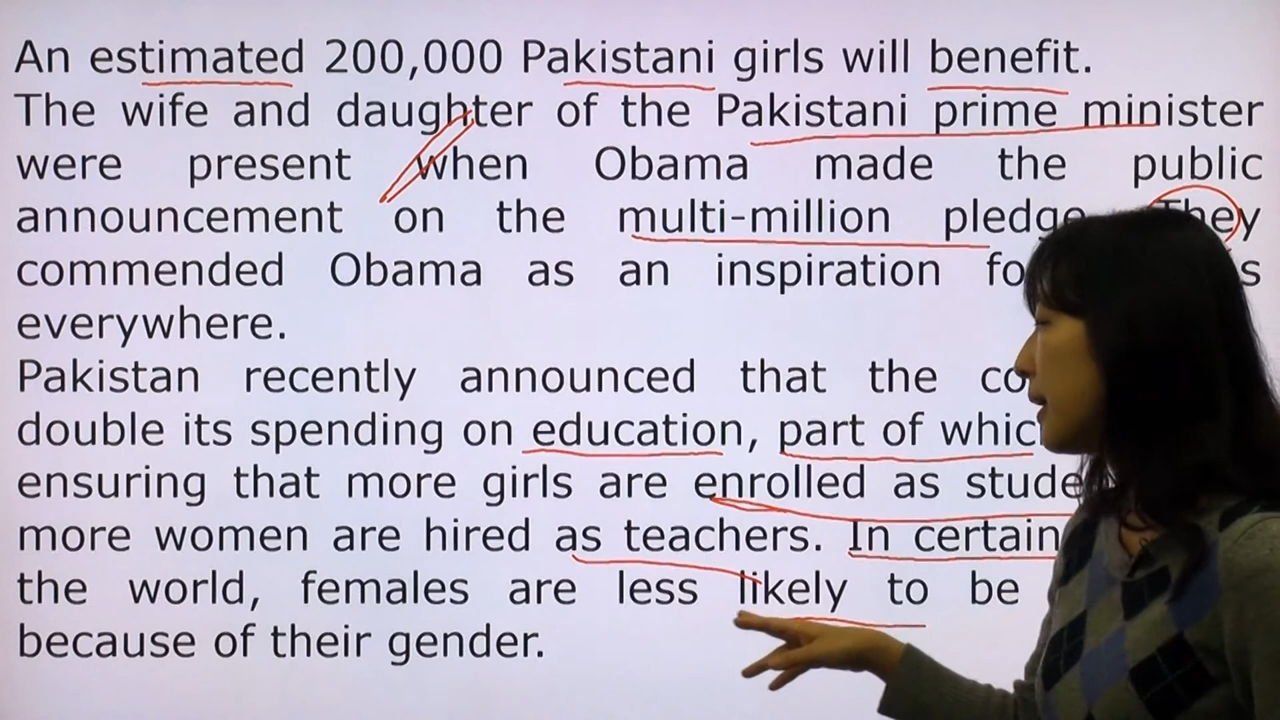 An estimated 200,000 Pakistani girls will benefit.
The wife and daughter of the Pakistani prime minister
were present when Obama made the public
announcement on the multi-million pledge They
commended Obama as an inspiration
everywhere.
Pakistan recently announced that the
double its spending on education, part of which
ensuring that more girls are enrolled as
more women are hired as teachers. In certain
the world, females are less likely to be
because of their gender.